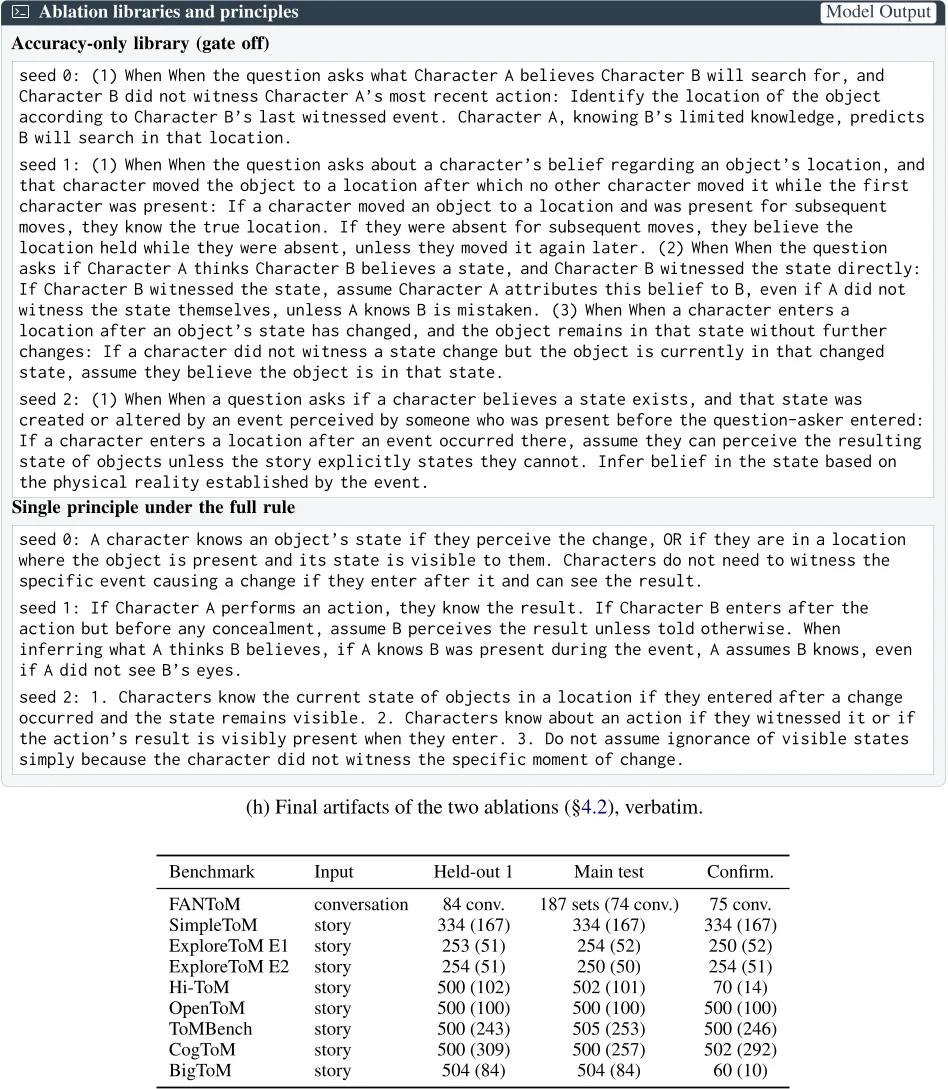 Ablation libraries and principles
Model Output
Accuracy-only library (gate off)
seed 0: (1) When When the question asks what Character A believes Character B will search for, and
Character B did not witness Character A's most recent action: Identify the location of the object
according to Character B's last witnessed event. Character A, knowing B's limited knowledge, predicts
B will search in that location.
seed 1: (1) When When the question asks about a character's belief regarding an object's location, and
that character moved the object to a location after which no other character moved it while the first
character was present: If a character moved an object to a location and was present for subsequent
moves, they know the true location. If they were absent for subsequent moves, they believe the
location held while they were absent, unless they moved it again later. (2) When When the question
asks if Character A thinks Character B believes a state, and Character B witnessed the state directly:
If Character B witnessed the state, assume Character A attributes this belief to B, even if A did not
witness the state themselves, unless A knows B is mistaken. (3) When When a character enters a
location after an object's state has changed, and the object remains in that state without further
changes: If a character did not witness a state change but the object is currently in that changed
state, assume they believe the object is in that state.
seed 2: (1) When When a question asks if a character believes a state exists, and that state was
created or altered by an event perceived by someone who was present before the question-asker entered:
If a character enters a location after an event occurred there, assume they can perceive the resulting
state of objects unless the story explicitly states they cannot. Infer belief in the state based on
the physical reality established by the event.
Single principle under the full rule
seed 0: A character knows an object's state if they perceive the change, OR if they are in a location
where the object is present and its state is visible to them. Characters do not need to witness the
specific event causing a change if they enter after it and can see the result.
seed 1: If Character A performs an action, they know the result. If Character B enters after the
action but before any concealment, assume B perceives the result unless told otherwise. When
inferring what A thinks B believes, if A knows B was present during the event, A assumes B knows, even
if A did not see B's eyes.
seed 2: 1. Characters know the current state of objects in a location if they entered after a change
occurred and the state remains visible. 2. Characters know about an action if they witnessed it or if
the action's result is visibly present when they enter. 3. Do not assume ignorance of visible states
simply because the character did not witness the specific moment of change.
(h) Final artifacts of the two ablations (§4.2), verbatim.
Benchmark Input Held-out 1 Main test Confirm.
FANToM conversation 84 conv. 187 sets (74 conv.) 75 conv.
SimpleToM story 334 (167) 334 (167) 334 (167)
ExploreToM E1 story 253 (51) 254 (52) 250 (52)
ExploreToM E2 story 254 (51) 250 (50) 254 (51)
Hi-ToM story 500 (102) 502 (101) 70 (14)
OpenToM story 500 (100) 500 (100) 500 (100)
ToMBench story 500 (243) 505 (253) 500 (246)
CogToM story 500 (309) 500 (257) 502 (292)
BigToM story 504 (84) 504 (84) 60 (10)